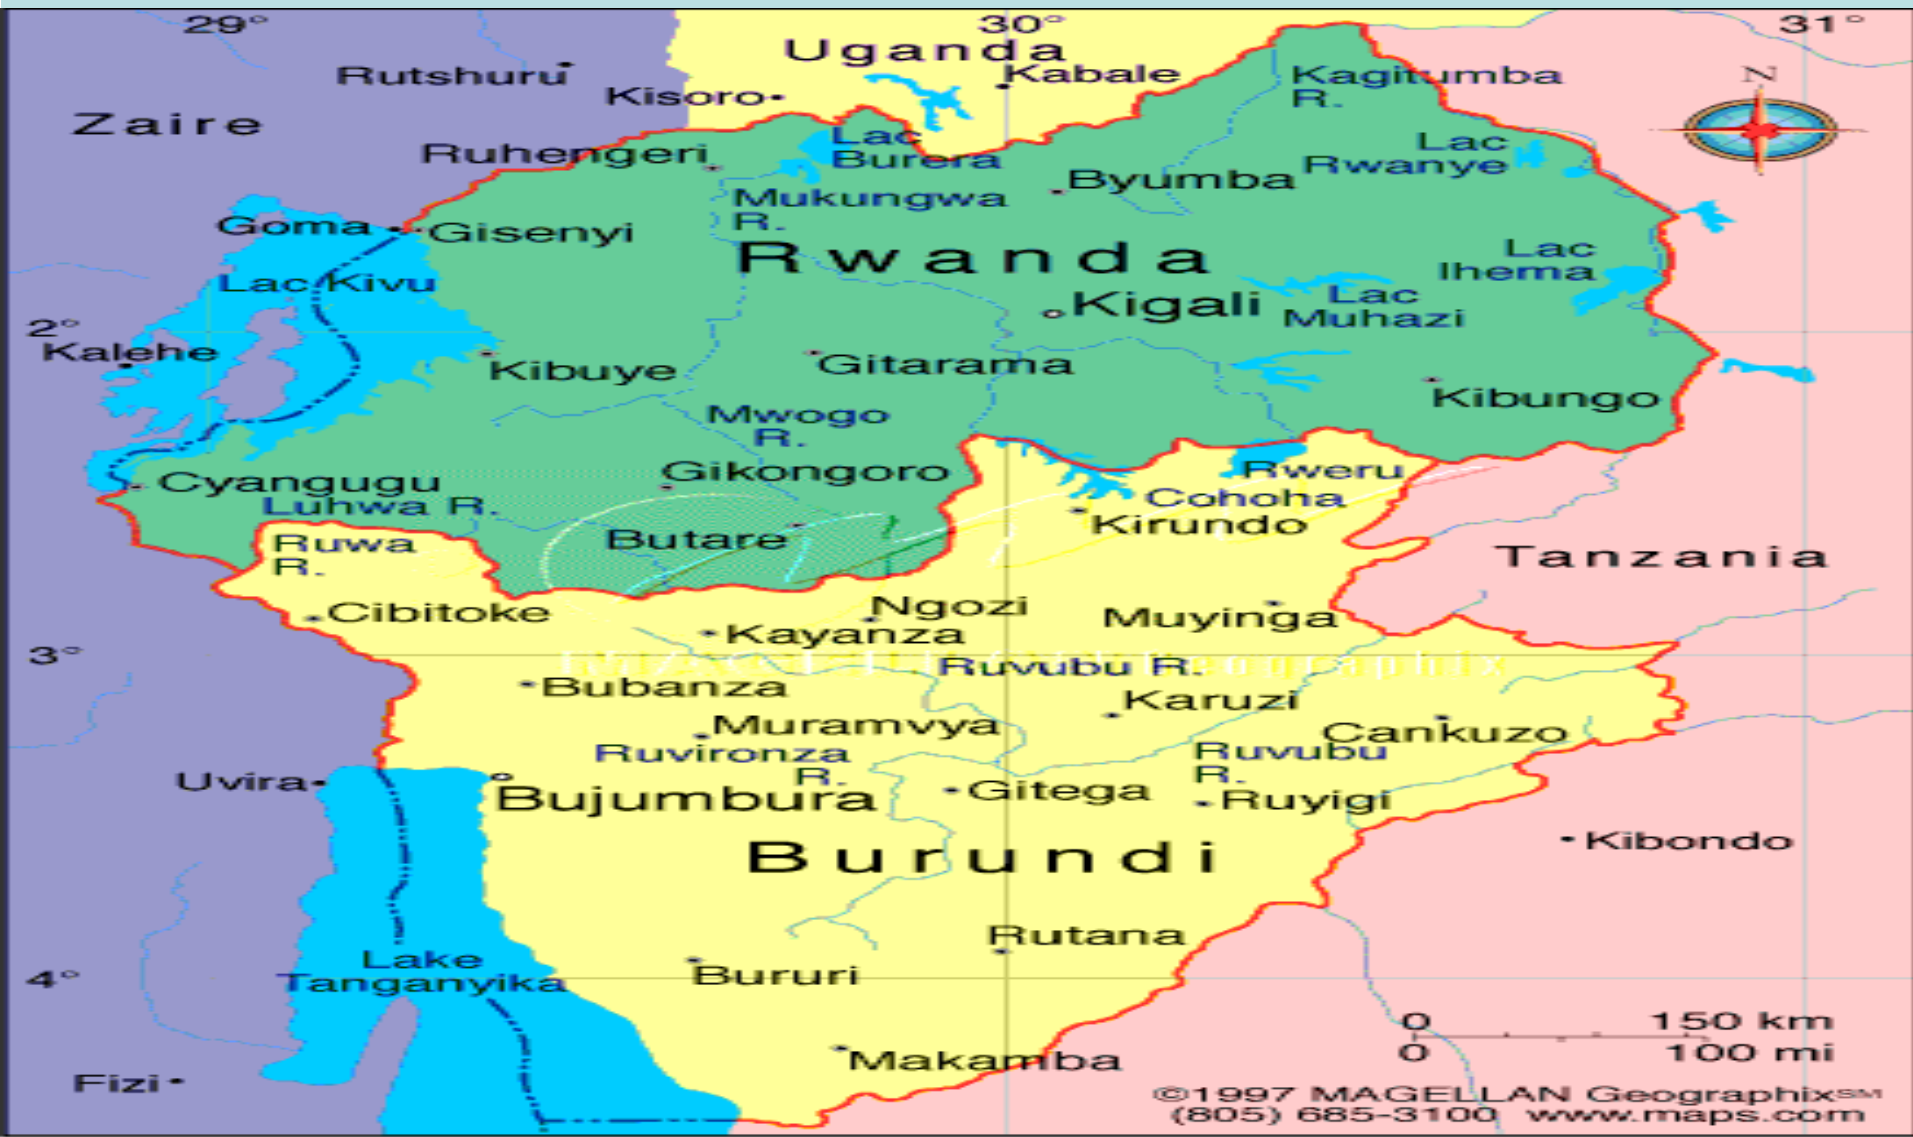 29°
30°
31°
Uganda
Rutshuru
Kabale
Kagitumba
R.
N
Kisoro
Zaire
Lac
Burera
Lac
Rwanye
Ruhengeri
Byumba
Mukungwa
R.
Goma
Gisenyi
Rwanda
Lac
Ihema
Lac Kivu
Kigali
Lac
Muhazi
2°
Kalehe
Kibuye
Gitarama
Kibungo
Mwogo
R.
Gikongoro
Rweru
Cyangugu
Cohoha
Luhwa R.
Kirundo
Butare
Ruwa
R.
Tanzania
Cibitoke
Ngozi
Muyinga
Kayanza
3°
Ruvubu R.
Bubanza
Karuzi
Muramvya
Cankuzo
Ruvironza
R.
Ruvubu
R.
Uvira
Bujumbura
Gitega
Ruyigi
Kibondo
Burundi
Rutana
Lake
Tanganyika
4°
Bururi
0 150 km
0 100 mi
Makamba
Fizi
©1997 MAGELLAN Geographix℠
(805) 685-3100 www.maps.com